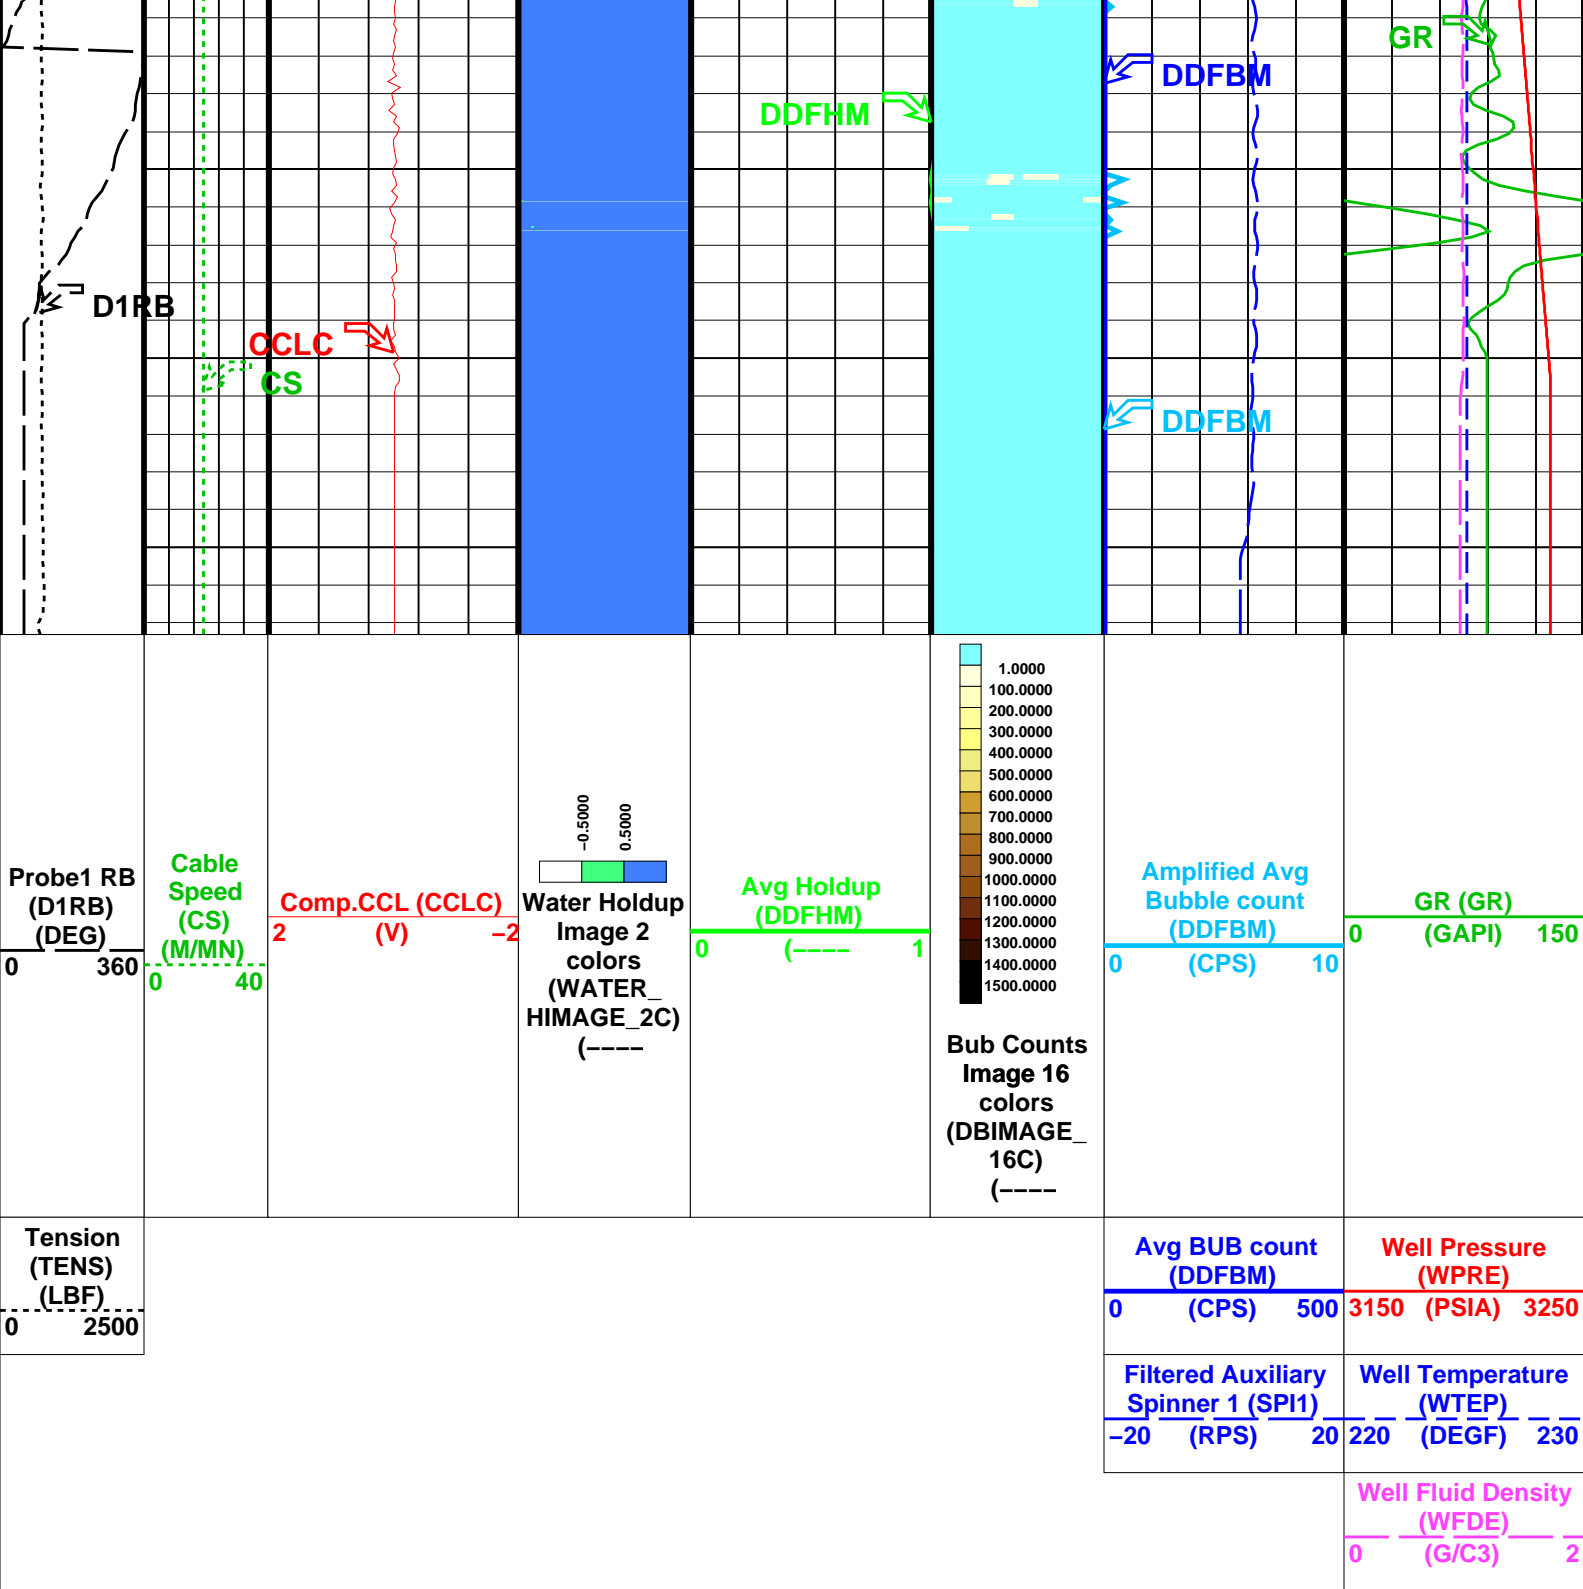 GR
DDFBM
DDFHM
D1RB
CCLC
CS
DDFBM
Probe1 RB
(D1RB)
(DEG)
0 360
Cable
Speed
(CS)
(M/MN)
0 40
Comp.CCL (CCLC)
2 (V) −2
−0.5000
0.5000
Water Holdup
Image 2
colors
(WATER_
HIMAGE_2C)
(−−−−
Avg Holdup
(DDFHM)
0 (−−−− 1
1.0000
100.0000
200.0000
300.0000
400.0000
500.0000
600.0000
700.0000
800.0000
900.0000
1000.0000
1100.0000
1200.0000
1300.0000
1400.0000
1500.0000
Bub Counts
Image 16
colors
(DBIMAGE_
16C)
(−−−−
Amplified Avg
Bubble count
(DDFBM)
0 (CPS) 10
GR (GR)
0 (GAPI) 150
Tension
(TENS)
(LBF)
0 2500
Avg BUB count
(DDFBM)
0 (CPS) 500
Well Pressure
(WPRE)
3150 (PSIA) 3250
Filtered Auxiliary
Spinner 1 (SPI1)
−20 (RPS) 20
Well Temperature
(WTEP)
220 (DEGF) 230
Well Fluid Density
(WFDE)
0 (G/C3) 2